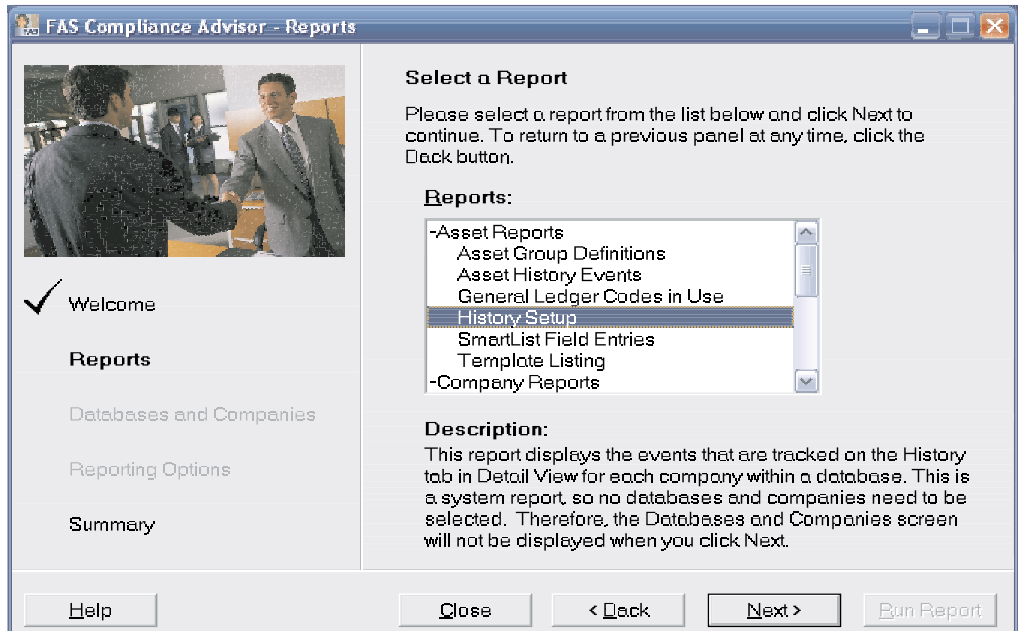 FAS Compliance Advisor - Reports
Select a Report
Please select a report from the list below and click Next to
continue. To return to a previous panel at any time, click the
Back button.
Reports:
-Asset Reports
Asset Group Definitions
Asset History Events
General Ledger Codes in Use
History Setup
SmartList Field Entries
Template Listing
-Company Reports
Welcome
Reports
Databases and Companies
Reporting Options
Summary
Description:
This report displays the events that are tracked on the History
tab in Detail View for each company within a database. This is
a system report, so no databases and companies need to be
selected. Therefore, the Databases and Companies screen
will not be displayed when you click Next.
Help
Close
< Back
Next >
Run Report